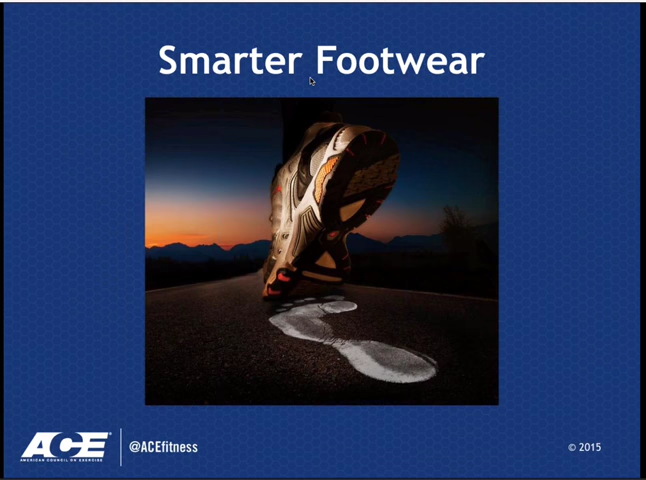 Smarter Footwear
ACE
AMERICAN COUNCIL ON EXERCISE
@ACEfitness
© 2015